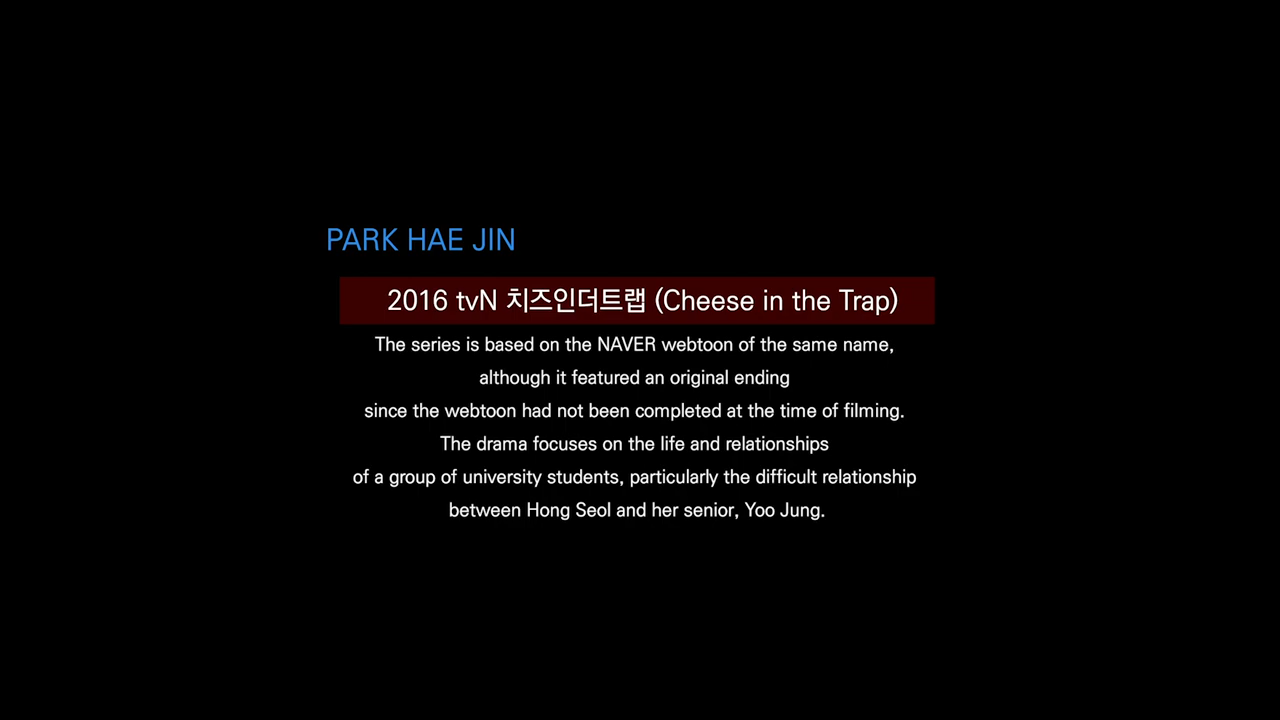 PARK HAE JIN
2016 tvN 치즈인더트랩 (Cheese in the Trap)
The series is based on the NAVER webtoon of the same name,
although it featured an original ending
since the webtoon had not been completed at the time of filming.
The drama focuses on the life and relationships
of a group of university students, particularly the difficult relationship
between Hong Seol and her senior, Yoo Jung.